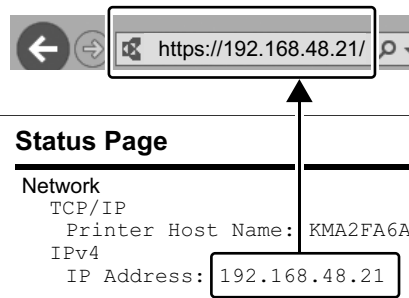 https://192.168.48.21/
Status Page
Network
TCP/IP
Printer Host Name: KMA2FA6A
IPv4
IP Address: 192.168.48.21